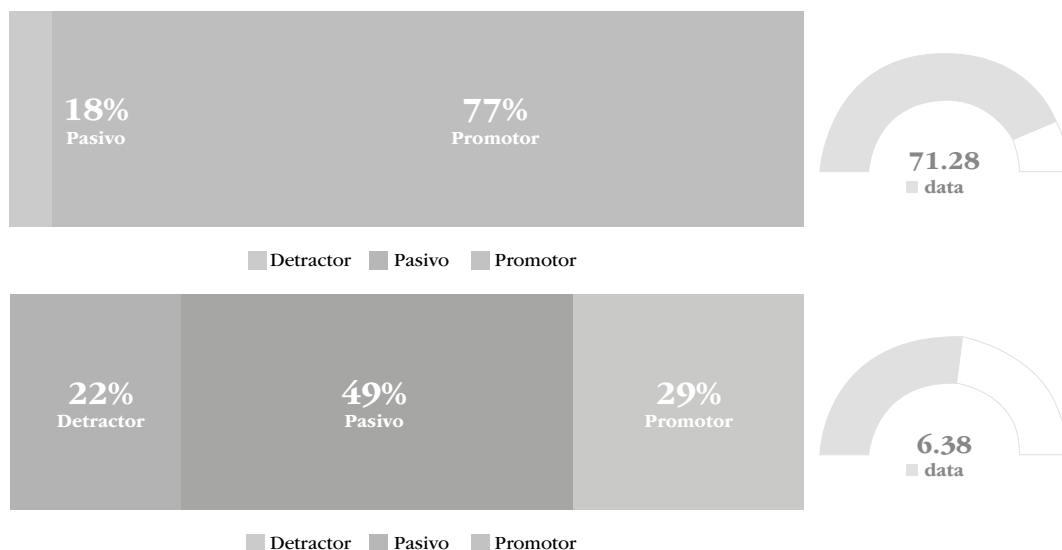 18%
Pasivo
77%
Promotor
71.28
data
Detractor Pasivo Promotor
22%
Detractor
49%
Pasivo
29%
Promotor
6.38
data
Detractor Pasivo Promotor